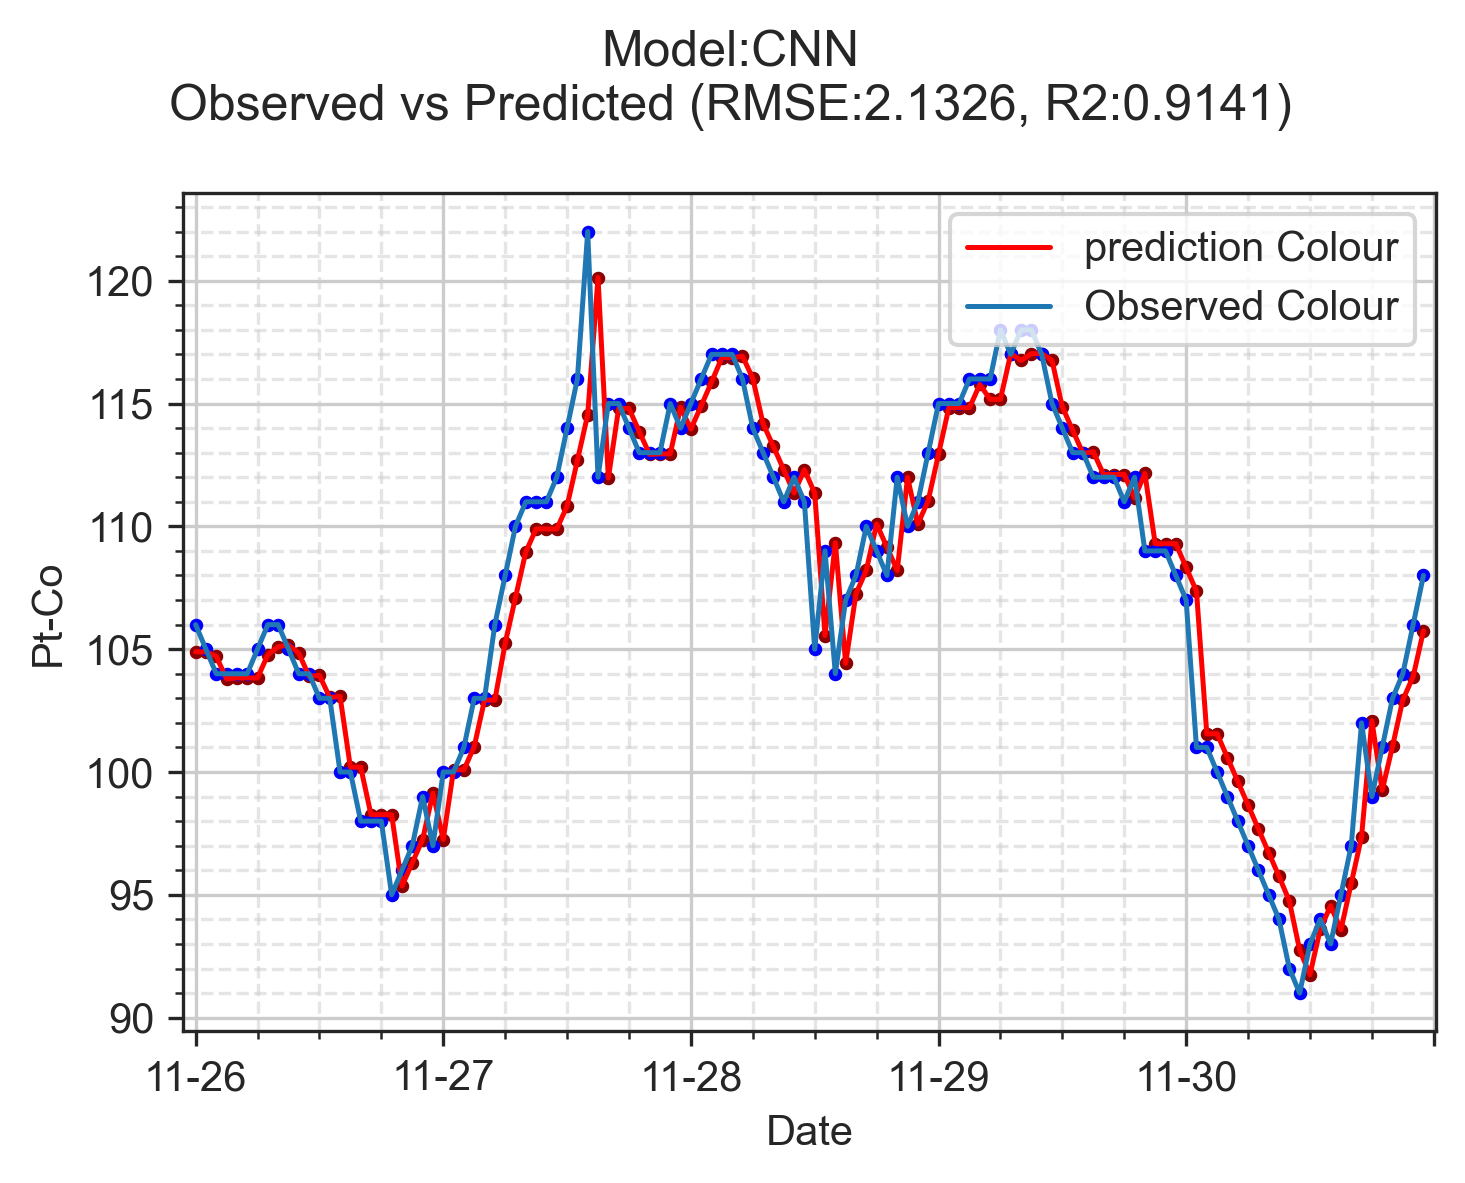 Model:CNN
Observed vs Predicted (RMSE:2.1326, R2:0.9141)
prediction Colour
Observed Colour
120
115
110
105
100
95
90
Pt-Co
11-26 11-27 11-28 11-29 11-30
Date